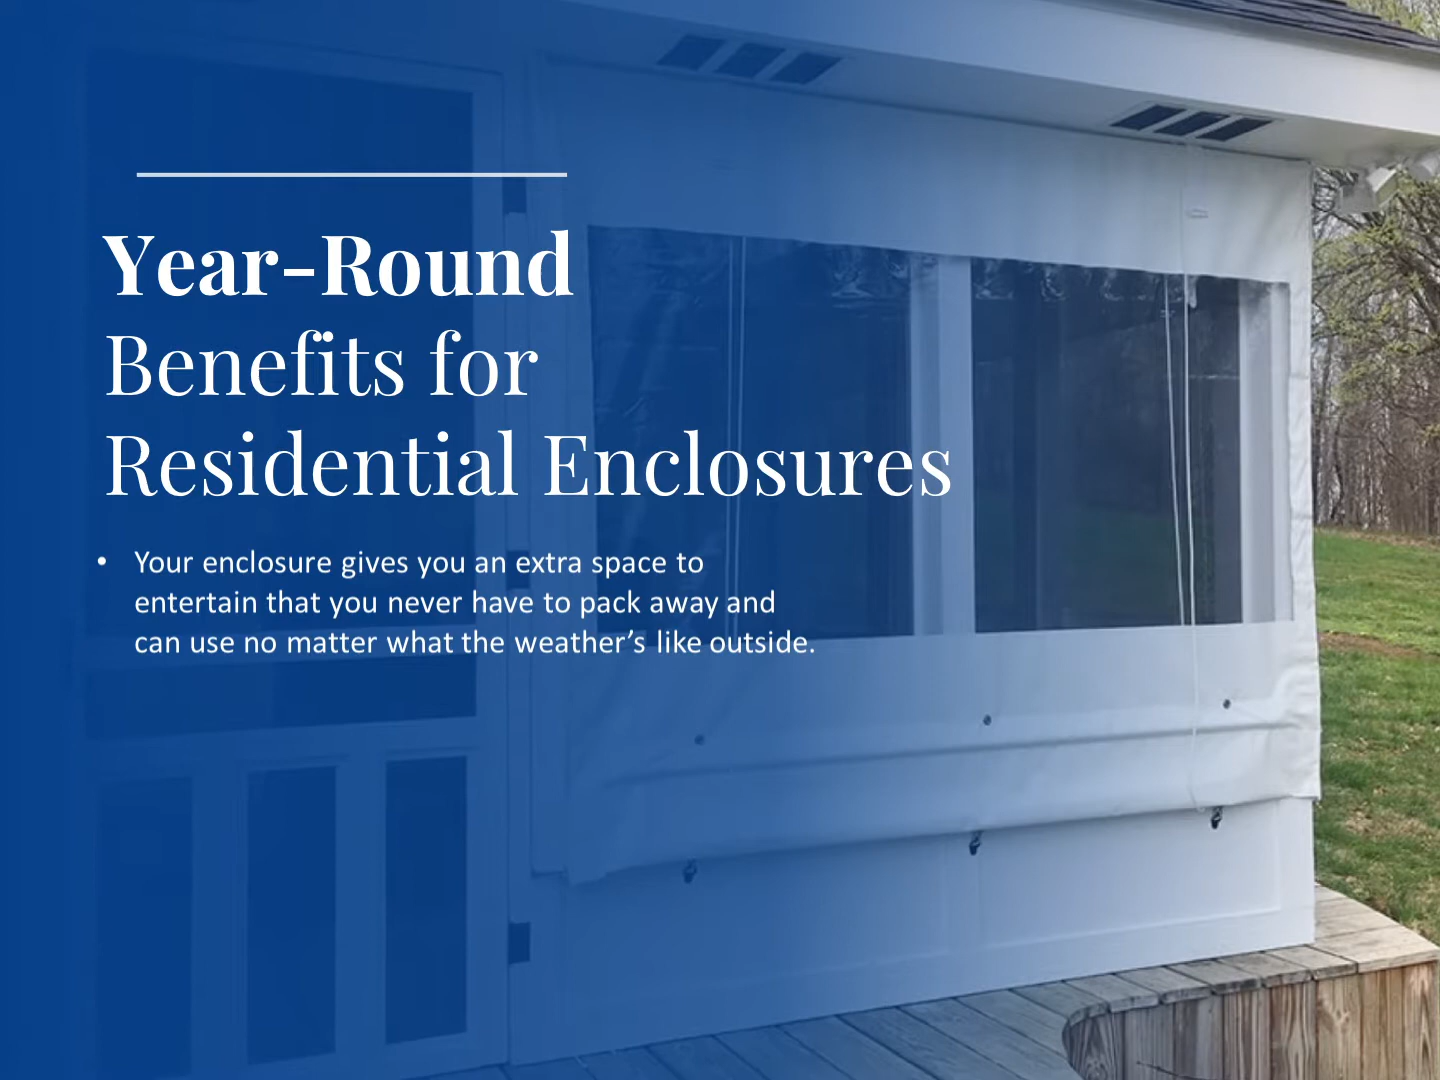 Year-Round
Benefits for
Residential Enclosures
• Your enclosure gives you an extra space to
entertain that you never have to pack away and
can use no matter what the weather’s like outside.